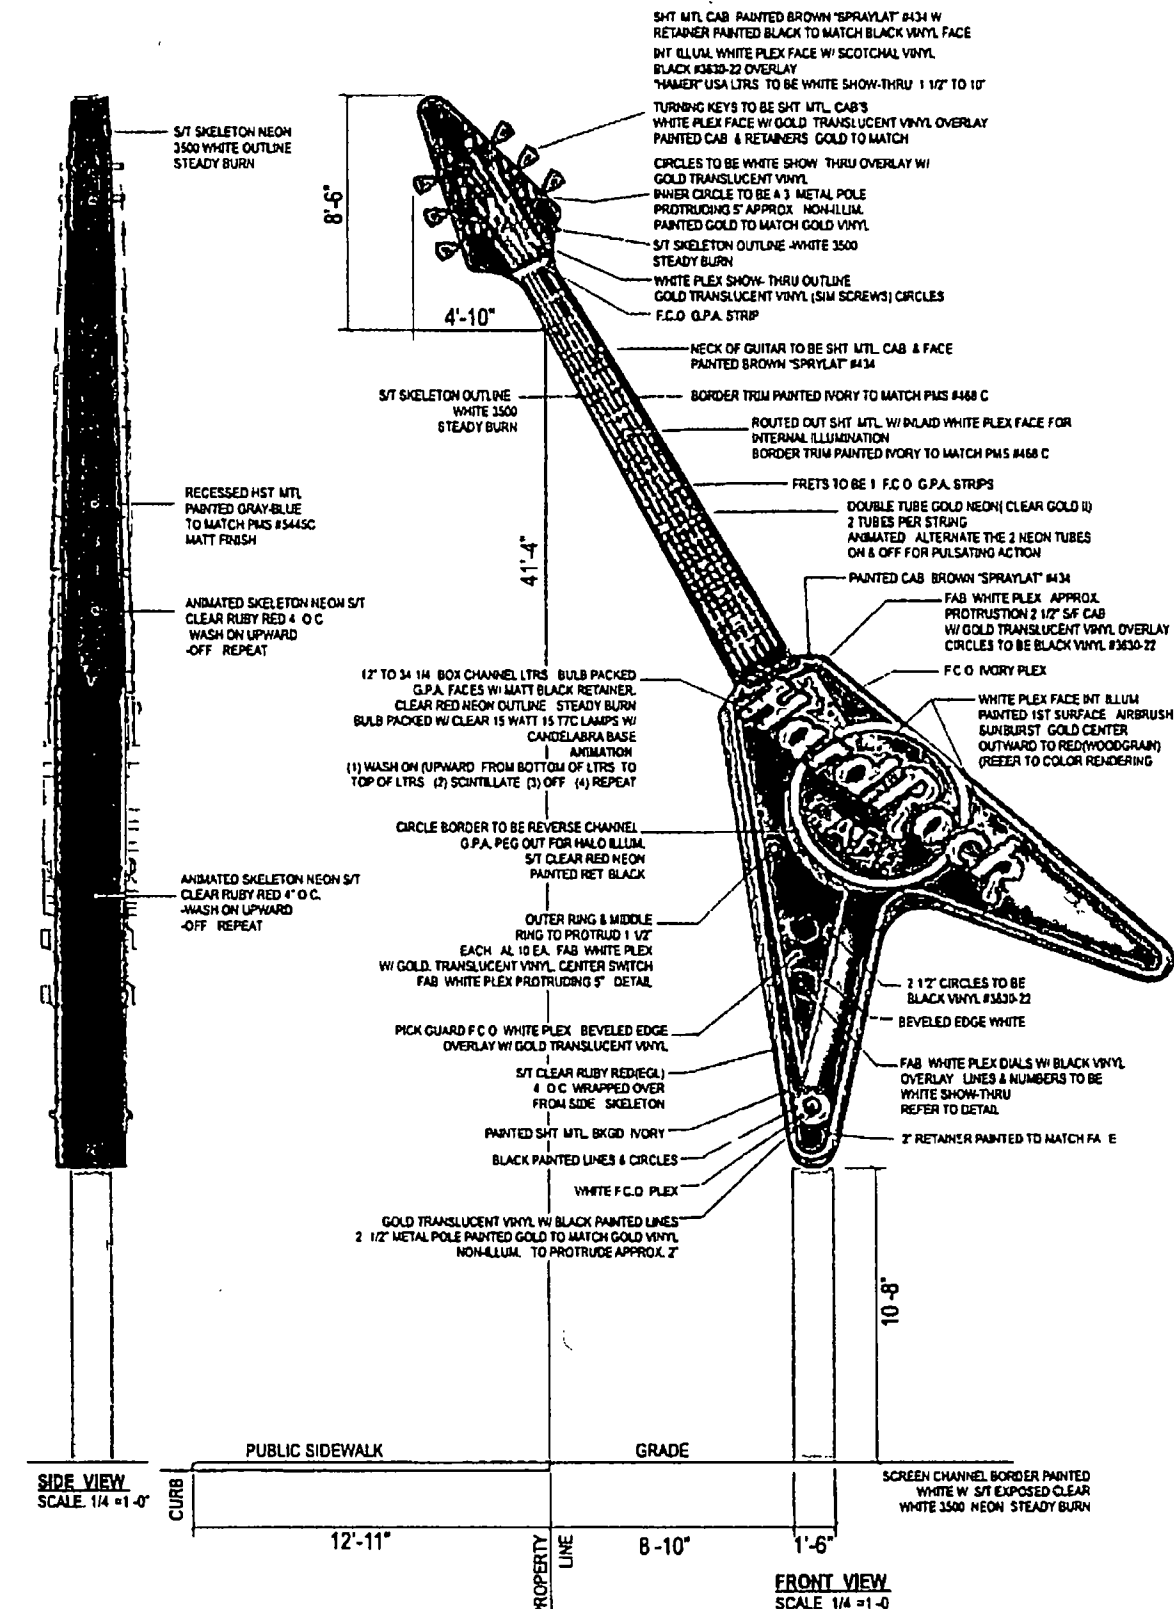 SHT MTL CAB PAINTED BROWN "SPRAYLAT" #434 W
RETAINER PAINTED BLACK TO MATCH BLACK VINYL FACE
INT ILLUM. WHITE PLEX FACE W/ SCOTCHAL VINYL
BLACK #3630-22 OVERLAY
"HAMER" USA LTRS TO BE WHITE SHOW-THRU 1 1/2" TO 10"
TURNING KEYS TO BE SHT MTL CAB'S
WHITE PLEX FACE W/ GOLD TRANSLUCENT VINYL OVERLAY
PAINTED CAB & RETAINERS GOLD TO MATCH
CIRCLES TO BE WHITE SHOW THRU OVERLAY W/
GOLD TRANSLUCENT VINYL
INNER CIRCLE TO BE A 3 METAL POLE
PROTRUDING 5" APPROX NON-ILLUM.
PAINTED GOLD TO MATCH GOLD VINYL
S/T SKELETON OUTLINE -WHITE 3500
STEADY BURN
WHITE PLEX SHOW- THRU OUTLINE
GOLD TRANSLUCENT VINYL (SIM SCREWS) CIRCLES
F.C.O G.P.A. STRIP
S/T SKELETON NEON
3500 WHITE OUTLINE
STEADY BURN
8'-6"
4'-10"
NECK OF GUITAR TO BE SHT MTL CAB & FACE
PAINTED BROWN "SPRYLAT" #434
S/T SKELETON OUTLINE
WHITE 3500
STEADY BURN
BORDER TRIM PAINTED IVORY TO MATCH PMS #468 C
ROUTED OUT SHT MTL W/ INLAID WHITE PLEX FACE FOR
INTERNAL ILLUMINATION
BORDER TRIM PAINTED IVORY TO MATCH PMS #468 C
FRETS TO BE 1 F.C.O G.P.A. STRIPS
RECESSED HST MTL
PAINTED GRAY-BLUE
TO MATCH PMS #5445C
MATT FINISH
DOUBLE TUBE GOLD NEON( CLEAR GOLD II)
2 TUBES PER STRING
ANIMATED ALTERNATE THE 2 NEON TUBES
ON & OFF FOR PULSATING ACTION
41'-4"
PAINTED CAB BROWN "SPRAYLAT" #434
ANIMATED SKELETON NEON S/T
CLEAR RUBY RED 4 O C
WASH ON UPWARD
-OFF REPEAT
FAB WHITE PLEX APPROX.
PROTRUSTION 2 1/2" S/F CAB
W/ GOLD TRANSLUCENT VINYL OVERLAY
CIRCLES TO BE BLACK VINYL #3630-22
F C O IVORY PLEX
12" TO 34 1/4 BOX CHANNEL LTRS BULB PACKED
G.P.A. FACES W/ MATT BLACK RETAINER.
CLEAR RED NEON OUTLINE STEADY BURN
BULB PACKED W/ CLEAR 15 WATT 15 T7C LAMPS W/
CANDELABRA BASE
ANIMATION
(1) WASH ON (UPWARD FROM BOTTOM OF LTRS TO
TOP OF LTRS (2) SCINTILLATE (3) OFF (4) REPEAT
WHITE PLEX FACE INT ILLUM
PAINTED 1ST SURFACE AIRBRUSH
SUNBURST GOLD CENTER
OUTWARD TO RED(WOODGRAIN)
(REFER TO COLOR RENDERING
Hard Rock
CAFE
CIRCLE BORDER TO BE REVERSE CHANNEL
G.P.A. PEG OUT FOR HALO ILLUM.
S/T CLEAR RED NEON
PAINTED RET BLACK
ANIMATED SKELETON NEON S/T
CLEAR RUBY RED 4" O C.
-WASH ON UPWARD
-OFF REPEAT
OUTER RING & MIDDLE
RING TO PROTRUD 1 1/2"
EACH AL 10 EA. FAB WHITE PLEX
W/ GOLD. TRANSLUCENT VINYL. CENTER SWITCH
FAB WHITE PLEX PROTRUDING 5" DETAIL
2 1'2" CIRCLES TO BE
BLACK VINYL #3630-22
BEVELED EDGE WHITE
PICK GUARD F C O WHITE PLEX BEVELED EDGE
OVERLAY W/ GOLD TRANSLUCENT VINYL
FAB WHITE PLEX DIALS W/ BLACK VINYL
OVERLAY LINES & NUMBERS TO BE
WHITE SHOW-THRU
REFER TO DETAIL
S/T CLEAR RUBY RED(EGL)
4 O C WRAPPED OVER
FROM SIDE SKELETON
PAINTED SHT MTL BKGD IVORY
2" RETAINER PAINTED TO MATCH FA E
BLACK PAINTED LINES & CIRCLES
WHITE F.C.O PLEX
GOLD TRANSLUCENT VINYL W/ BLACK PAINTED LINES
2 1/2" METAL POLE PAINTED GOLD TO MATCH GOLD VINYL
NON-ILLUM. TO PROTRUDE APPROX. 2"
10 -8"
PUBLIC SIDEWALK
GRADE
SIDE VIEW
SCALE. 1/4 =1 -0"
CURB
SCREEN CHANNEL BORDER PAINTED
WHITE W S/T EXPOSED CLEAR
WHITE 3500 NEON STEADY BURN
12'-11"
PROPERTY
LINE
8 -10"
1'-6"
FRONT VIEW
SCALE 1/4 =1 -0